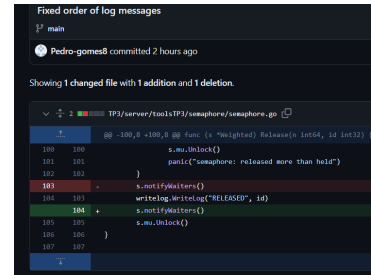 Fixed order of log messages
main
Pedro-gomes8 committed 2 hours ago
Showing 1 changed file with 1 addition and 1 deletion.
2 TP3/server/toolsTP3/semaphore/semaphore.go
@@ -100,8 +100,8 @@ func (s *Weighted) Release(n int64, id int32) {
100 100 s.mu.Unlock()
101 101 panic("semaphore: released more than held")
102 102 }
103 - s.notifyWaiters()
104 103 writelog.WriteLog("RELEASED", id)
104 + s.notifyWaiters()
105 105 s.mu.Unlock()
106 106 }
107 107